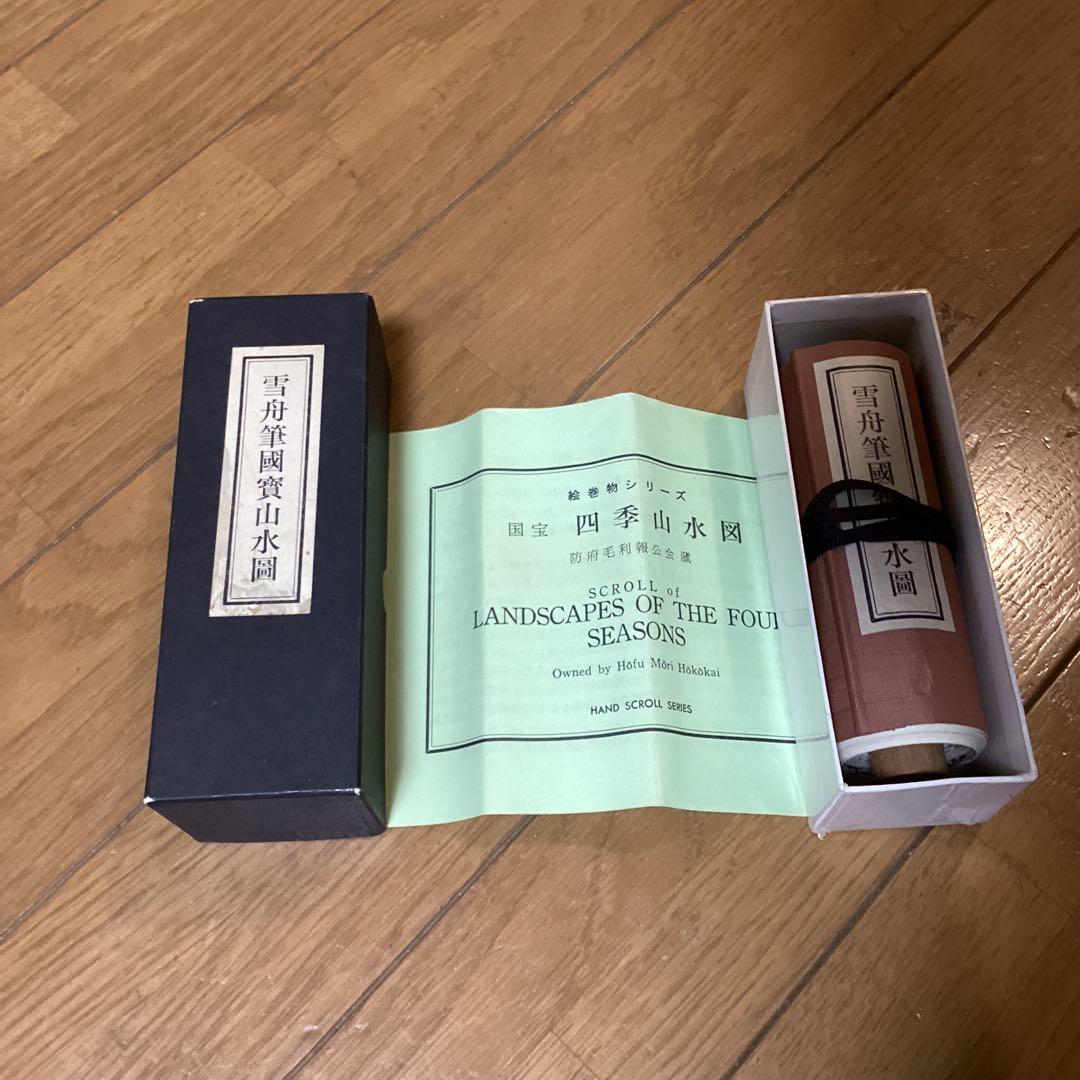 雪舟筆國寶山水圖
絵巻物シリーズ
国宝 四季山水図
防府毛利報公会蔵
SCROLL of
LANDSCAPES OF THE FOUR
SEASONS
Owned by Hōfu Mōri Hōkōkai
HAND SCROLL SERIES
雪舟筆國寶
水圖